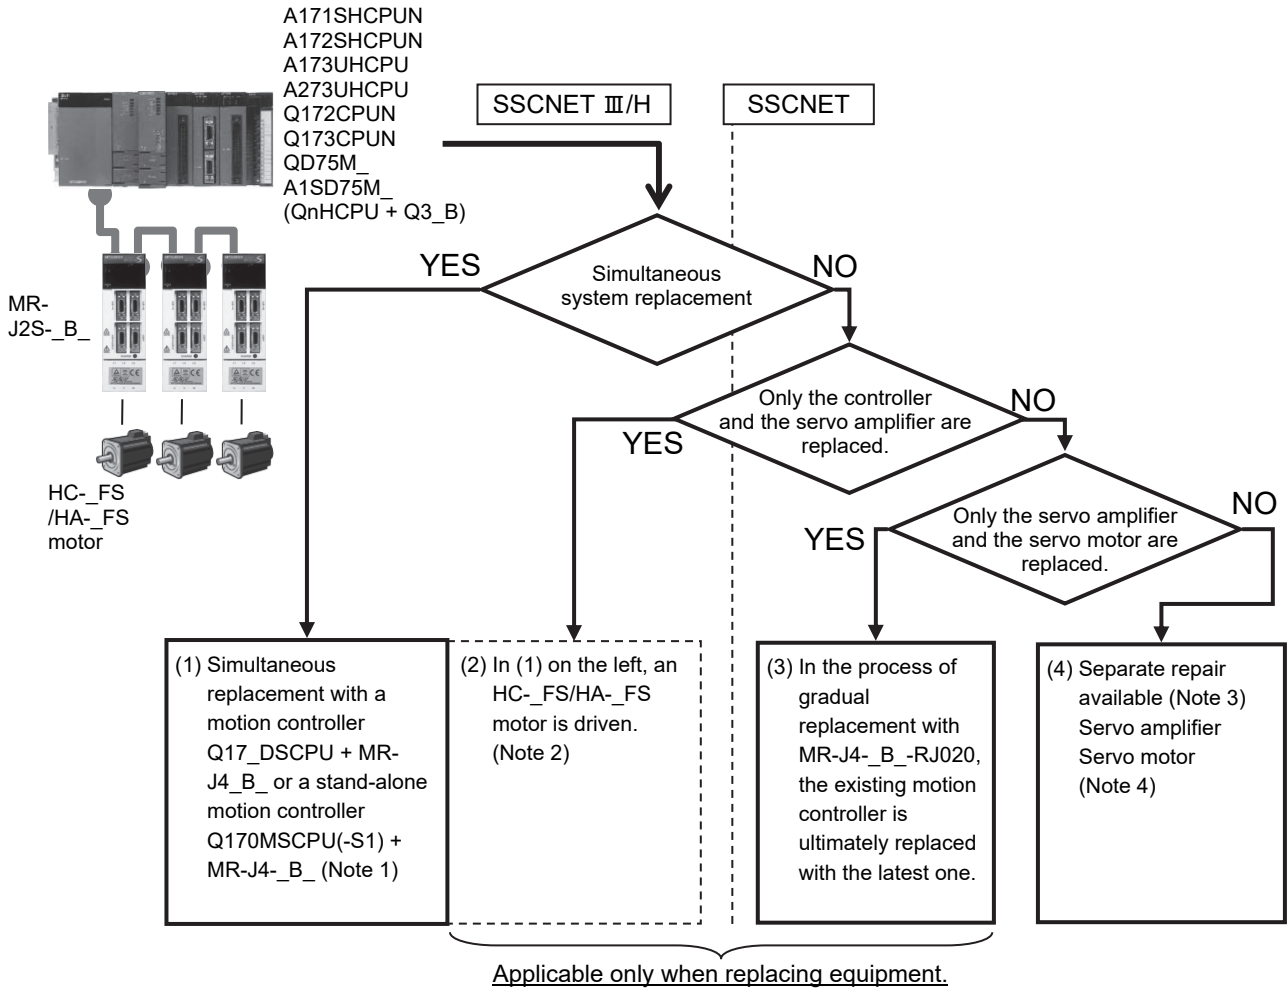 A171SHCPUN
A172SHCPUN
A173UHCPU
A273UHCPU
Q172CPUN
Q173CPUN
QD75M_
A1SD75M_
(QnHCPU + Q3_B)
SSCNET Ⅲ/H
SSCNET
MR-
J2S-_B_
HC-_FS
/HA-_FS
motor
YES
Simultaneous
system replacement
NO
YES
Only the controller
and the servo amplifier are
replaced.
NO
YES
Only the servo amplifier
and the servo motor are
replaced.
NO
(1) Simultaneous
replacement with a
motion controller
Q17_DSCPU + MR-
J4_B_ or a stand-alone
motion controller
Q170MSCPU(-S1) +
MR-J4-_B_ (Note 1)
(2) In (1) on the left, an
HC-_FS/HA-_FS
motor is driven.
(Note 2)
(3) In the process of
gradual
replacement with
MR-J4-_B_-RJ020,
the existing motion
controller is
ultimately replaced
with the latest one.
(4) Separate repair
available (Note 3)
Servo amplifier
Servo motor
(Note 4)
Applicable only when replacing equipment.